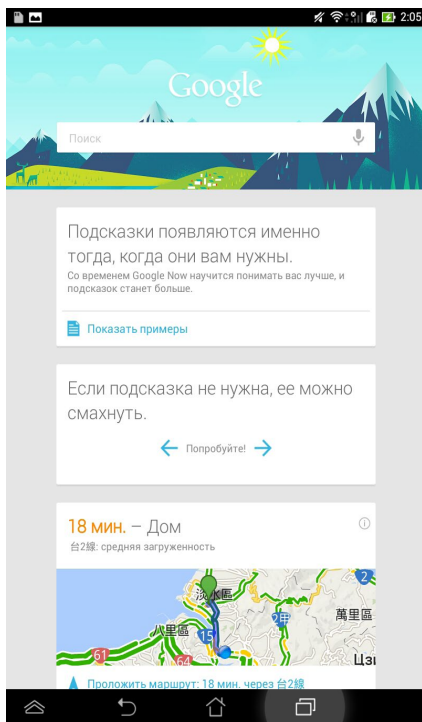 2:05
Google
Поиск
Подсказки появляются именно
тогда, когда они вам нужны.
Со временем Google Now научится понимать вас лучше, и
подсказок станет больше.
Показать примеры
Если подсказка не нужна, ее можно
смахнуть.
Попробуйте!
18 мин. – Дом
台2線: средняя загруженность
淡水區
2
萬里區
2甲
八里區
15
61
64
Цзи
Проложить маршрут: 18 мин. через 台2線